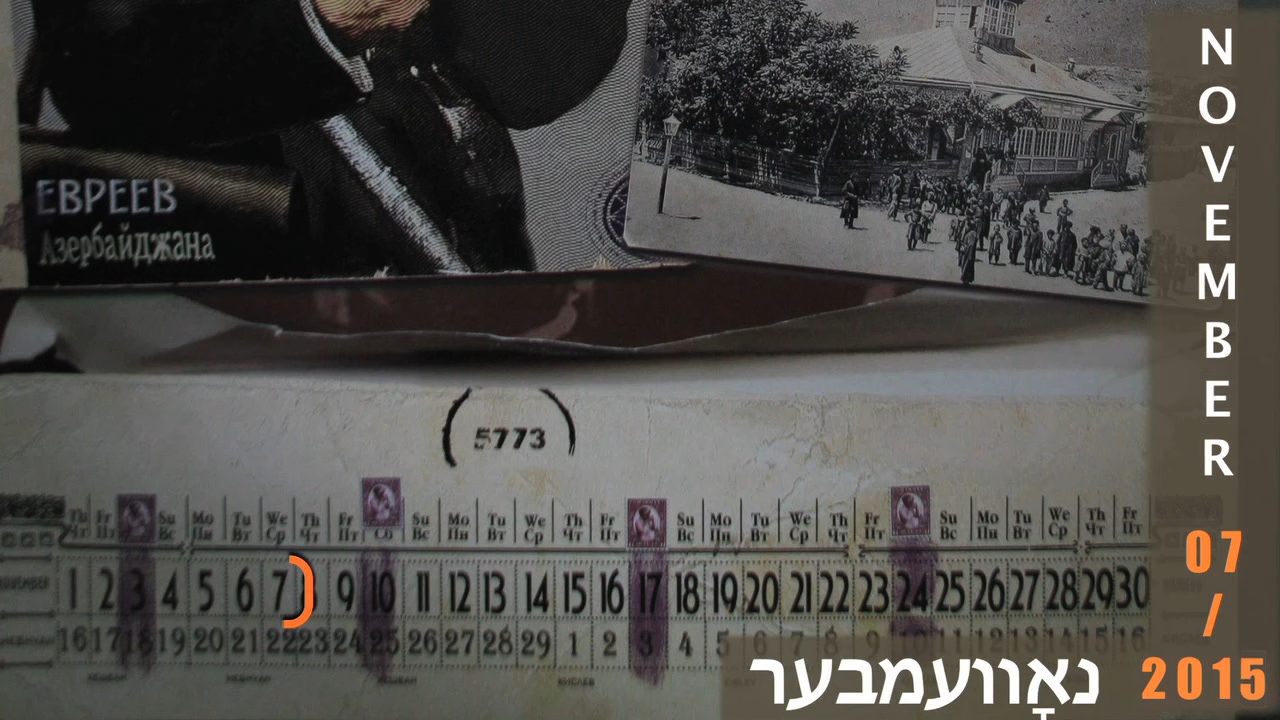 ЕВРЕЕВ
Азербайджана
NOVEMBER
07
/
2015
(5773)
Th Fr Su Mo Tu We Th Fr Su Mo Tu We Th Fr Su Mo Tu We Th Fr Su Mo Tu We Th Fr
Чт Пт Вс Пн Вт Ср Чт Пт Сб Вс Пн Вт Ср Чт Пт Вс Пн Вт Ср Чт Пт Вс Пн Вт Ср Чт Пт
1 2 3 4 5 6 7 9 10 11 12 13 14 15 16 17 18 19 20 21 22 23 24 25 26 27 28 29 30
16 17 18 19 20 21 22 23 24 25 26 27 28 29 1 2 3 4 5 6 7 8 9 10 11 12 13 14 15 16
נאָוועמבער